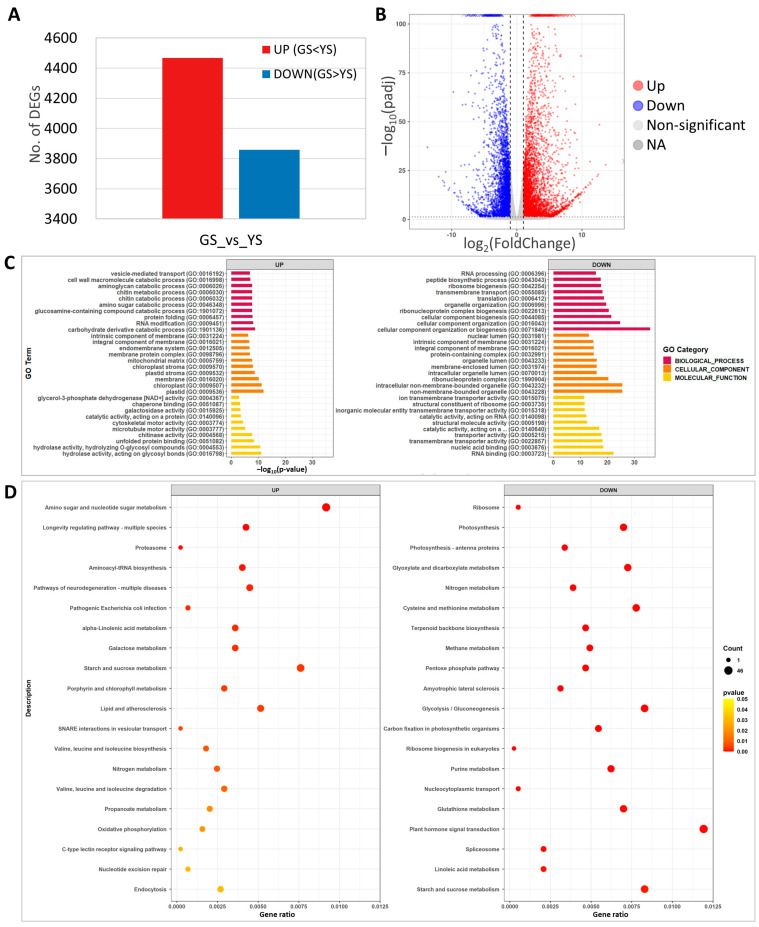 A
No. of DEGs
4600
4400
4200
4000
3800
3600
3400
UP (GS<YS)
DOWN(GS>YS)
GS_vs_YS
B
−log10(padj)
100
75
50
25
0
-10
0
10
log2(FoldChange)
Up
Down
Non-significant
NA
C
GO Term
UP
vesicle-mediated transport (GO:0016192)
cell wall macromolecule catabolic process (GO:0016998)
aminoglycan catabolic process (GO:0006026)
chitin metabolic process (GO:0006030)
chitin catabolic process (GO:0006032)
amino sugar catabolic process (GO:0046348)
glucosamine-containing compound catabolic process (GO:1901072)
protein folding (GO:0006457)
RNA modification (GO:0009451)
carbohydrate derivative catabolic process (GO:1901136)
intrinsic component of membrane (GO:0031224)
integral component of membrane (GO:0016021)
endomembrane system (GO:0012505)
membrane protein complex (GO:0098796)
mitochondrial matrix (GO:0005759)
chloroplast stroma (GO:0009570)
plastid stroma (GO:0009532)
membrane (GO:0016020)
chloroplast (GO:0009507)
plastid (GO:0009536)
glycerol-3-phosphate dehydrogenase [NAD+] activity (GO:0004367)
chaperone binding (GO:0051087)
galactosidase activity (GO:0015925)
catalytic activity, acting on a protein (GO:0140096)
cytoskeletal motor activity (GO:0003774)
microtubule motor activity (GO:0003777)
chitinase activity (GO:0004568)
unfolded protein binding (GO:0051082)
hydrolase activity, hydrolyzing O-glycosyl compounds (GO:0004553)
hydrolase activity, acting on glycosyl bonds (GO:0016798)
0
10
20
30
−log10(p-value)
DOWN
RNA processing (GO:0006396)
peptide biosynthetic process (GO:0043043)
ribosome biogenesis (GO:0042254)
transmembrane transport (GO:0055085)
translation (GO:0006412)
organelle organization (GO:0006996)
ribonucleoprotein complex biogenesis (GO:0022613)
cellular component biogenesis (GO:0044085)
cellular component organization (GO:0016043)
cellular component organization or biogenesis (GO:0071840)
nuclear lumen (GO:0031981)
intrinsic component of membrane (GO:0031224)
integral component of membrane (GO:0016021)
protein-containing complex (GO:0032991)
organelle lumen (GO:0043233)
membrane-enclosed lumen (GO:0031974)
intracellular organelle lumen (GO:0070013)
ribonucleoprotein complex (GO:1990904)
intracellular non-membrane-bounded organelle (GO:0043232)
non-membrane-bounded organelle (GO:0043228)
ion transmembrane transporter activity (GO:0015075)
structural constituent of ribosome (GO:0003735)
inorganic molecular entity transmembrane transporter activity (GO:0015318)
catalytic activity, acting on RNA (GO:0140098)
structural molecule activity (GO:0005198)
catalytic activity, acting on a ... (GO:0140640)
transporter activity (GO:0005215)
transmembrane transporter activity (GO:0022857)
nucleic acid binding (GO:0003676)
RNA binding (GO:0003723)
0
10
20
30
GO Category
BIOLOGICAL_PROCESS
CELLULAR_COMPONENT
MOLECULAR_FUNCTION
D
Description
UP
Amino sugar and nucleotide sugar metabolism
Longevity regulating pathway - multiple species
Proteasome
Aminoacyl-tRNA biosynthesis
Pathways of neurodegeneration - multiple diseases
Pathogenic Escherichia coli infection
alpha-Linolenic acid metabolism
Galactose metabolism
Starch and sucrose metabolism
Porphyrin and chlorophyll metabolism
Lipid and atherosclerosis
SNARE interactions in vesicular transport
Valine, leucine and isoleucine biosynthesis
Nitrogen metabolism
Valine, leucine and isoleucine degradation
Propanoate metabolism
Oxidative phosphorylation
C-type lectin receptor signaling pathway
Nucleotide excision repair
Endocytosis
0.0000
0.0025
0.0050
0.0075
0.0100
0.0125
Gene ratio
DOWN
Ribosome
Photosynthesis
Photosynthesis - antenna proteins
Glyoxylate and dicarboxylate metabolism
Nitrogen metabolism
Cysteine and methionine metabolism
Terpenoid backbone biosynthesis
Methane metabolism
Pentose phosphate pathway
Amyotrophic lateral sclerosis
Glycolysis / Gluconeogenesis
Carbon fixation in photosynthetic organisms
Ribosome biogenesis in eukaryotes
Purine metabolism
Nucleocytoplasmic transport
Glutathione metabolism
Plant hormone signal transduction
Spliceosome
Linoleic acid metabolism
Starch and sucrose metabolism
0.0000
0.0025
0.0050
0.0075
0.0100
0.0125
Gene ratio
Count
1
46
pvalue
0.05
0.04
0.03
0.02
0.01
0.00